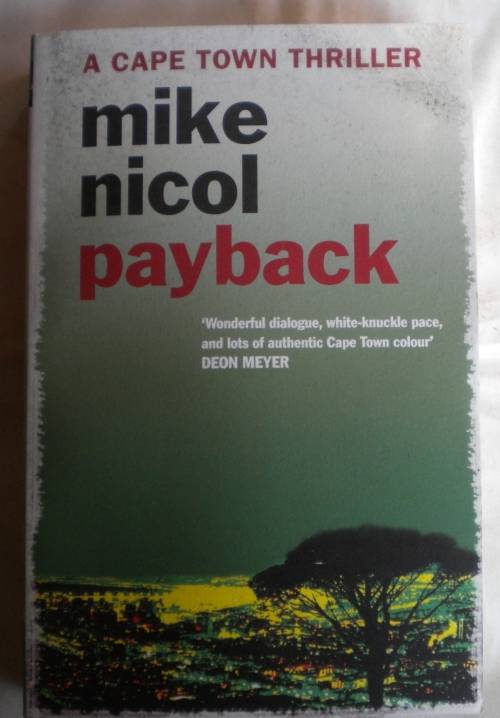 A CAPE TOWN THRILLER
mike
nicol
payback
‘Wonderful dialogue, white-knuckle pace,
and lots of authentic Cape Town colour’
DEON MEYER